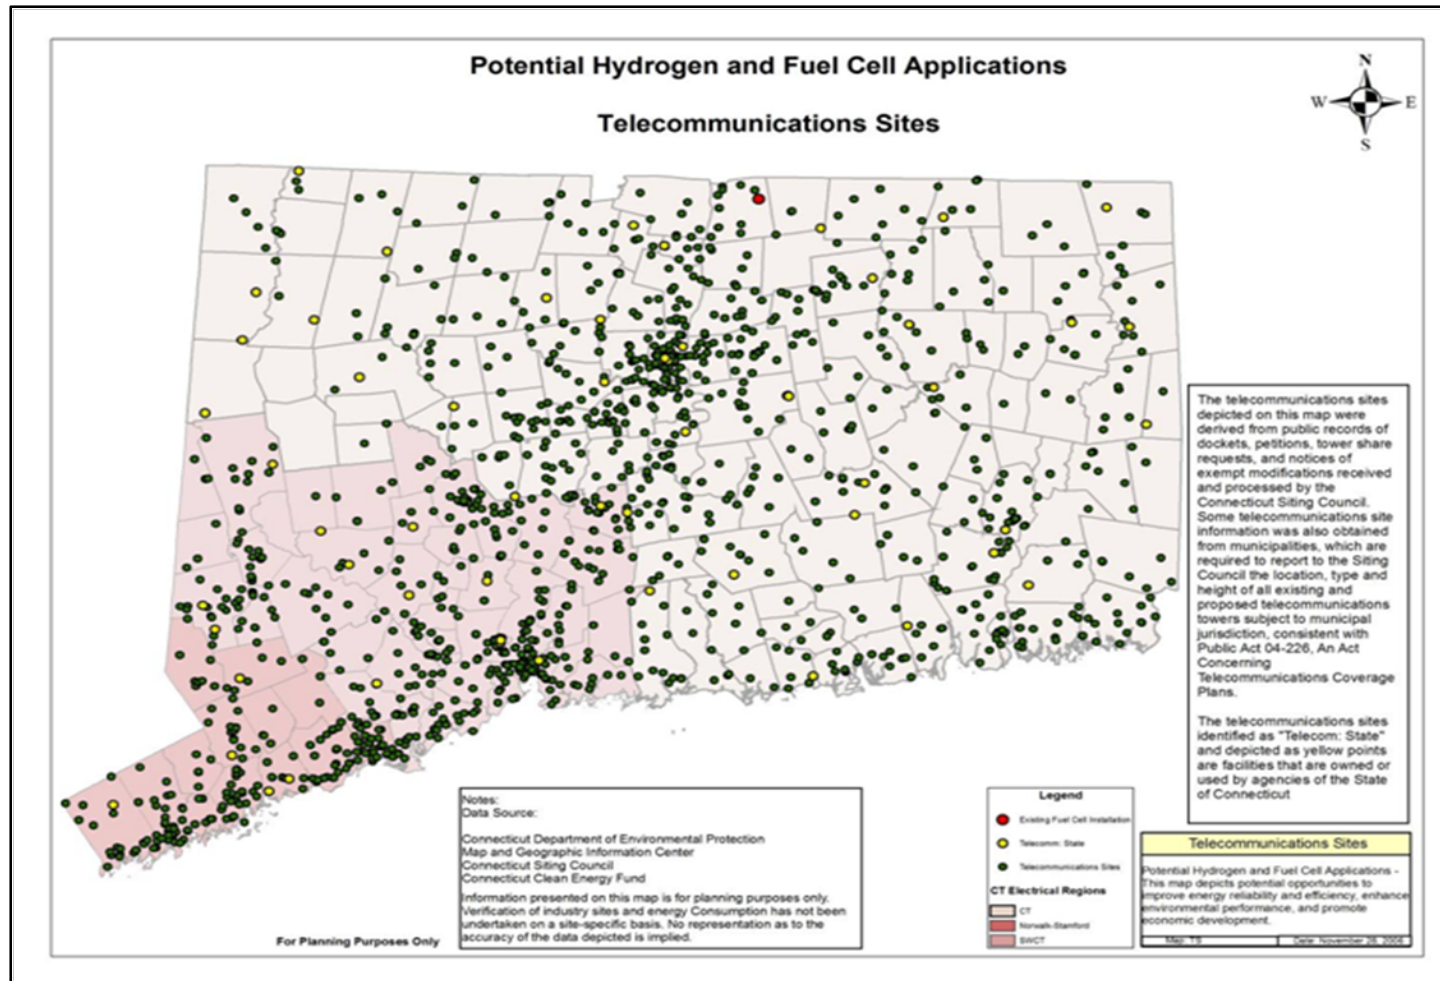 Potential Hydrogen and Fuel Cell Applications
Telecommunications Sites
N
W
E
S
The telecommunications sites
depicted on this map were
derived from public records of
dockets, petitions, tower share
requests, and notices of
exempt modifications received
and processed by the
Connecticut Siting Council.
Some telecommunications site
information was also obtained
from municipalities, which are
required to report to the Siting
Council the location, type and
height of all existing and
proposed telecommunications
towers subject to municipal
jurisdiction, consistent with
Public Act 04-226, An Act
Concerning
Telecommunications Coverage
Plans.
The telecommunications sites
identified as "Telecom: State"
and depicted as yellow points
are facilities that are owned or
used by agencies of the State
of Connecticut
Notes:
Data Source:
Connecticut Department of Environmental Protection
Map and Geographic Information Center
Connecticut Siting Council
Connecticut Clean Energy Fund
Information presented on this map is for planning purposes only.
Verification of industry sites and energy Consumption has not been
undertaken on a site-specific basis. No representation as to the
accuracy of the data depicted is implied.
For Planning Purposes Only
Legend
Existing Fuel Cell Installation
Telecomm: State
Telecommunications Sites
CT Electrical Regions
CT
Norwalk-Stamford
SWCT
Telecommunications Sites
Potential Hydrogen and Fuel Cell Applications -
This map depicts potential opportunities to
improve energy reliability and efficiency, enhance
environmental performance, and promote
economic development.
Map: TS
Date: November 28, 2006